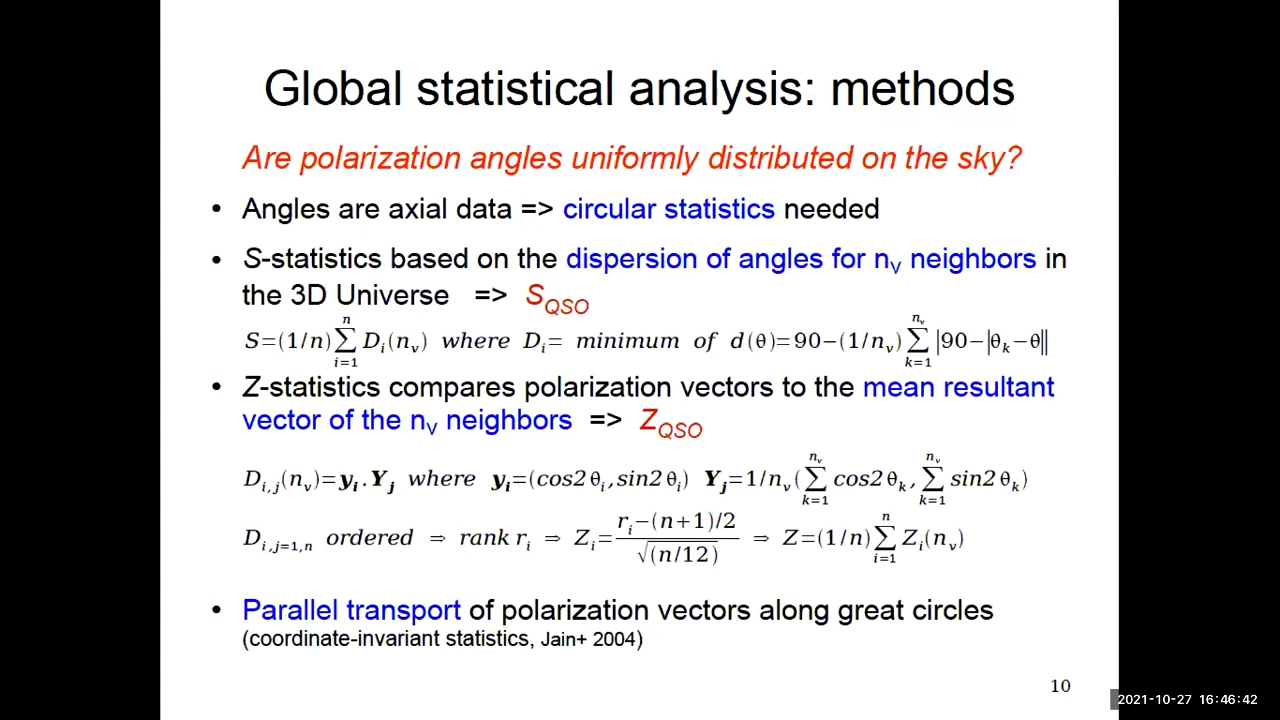 Global statistical analysis: methods
Are polarization angles uniformly distributed on the sky?
• Angles are axial data => circular statistics needed
• S-statistics based on the dispersion of angles for n_v neighbors in
the 3D Universe => S_QSO
S=(1/n)∑_{i=1}^{n} D_i(n_v) where D_i= minimum of d(θ)=90−(1/n_v)∑_{k=1}^{n_v}|90−|θ_k−θ||
• Z-statistics compares polarization vectors to the mean resultant
vector of the n_v neighbors => Z_QSO
D_{i,j}(n_v)=y_i.Y_j where y_i=(cos2θ_i,sin2θ_i) Y_j=1/n_v(∑_{k=1}^{n_v}cos2θ_k,∑_{k=1}^{n_v}sin2θ_k)
D_{i,j=1,n} ordered ⇒ rank r_i ⇒ Z_i=(r_i−(n+1)/2)/√(n/12) ⇒ Z=(1/n)∑_{i=1}^{n} Z_i(n_v)
• Parallel transport of polarization vectors along great circles
(coordinate-invariant statistics, Jain+ 2004)
10
2021-10-27 16:46:42